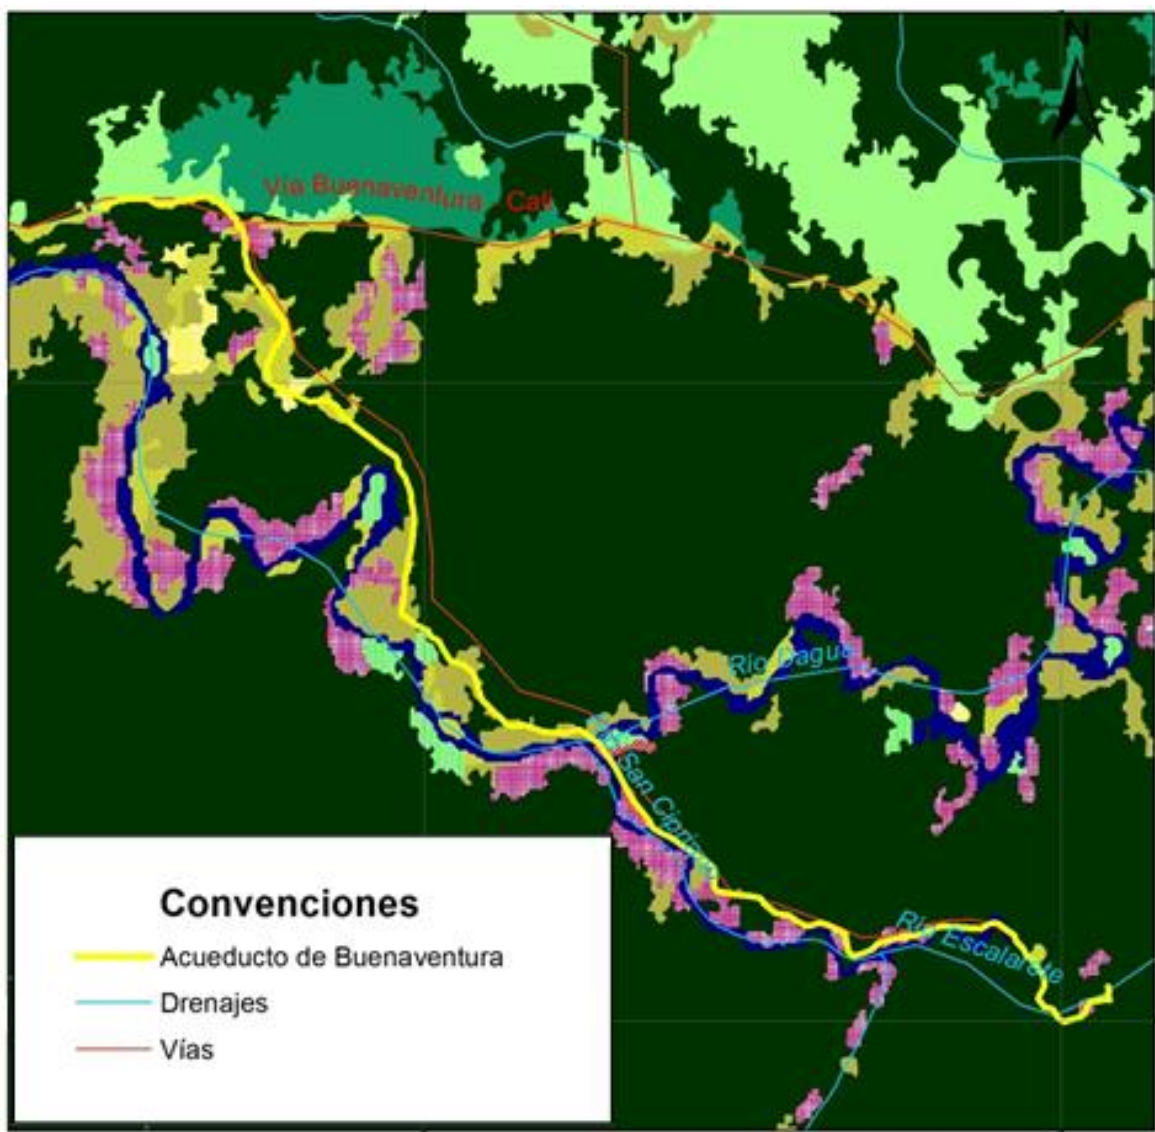 N
Vía Buenaventura Cali
Río Dagua
San Cipriano
Río Escalarete
Convenciones
Acueducto de Buenaventura
Drenajes
Vías